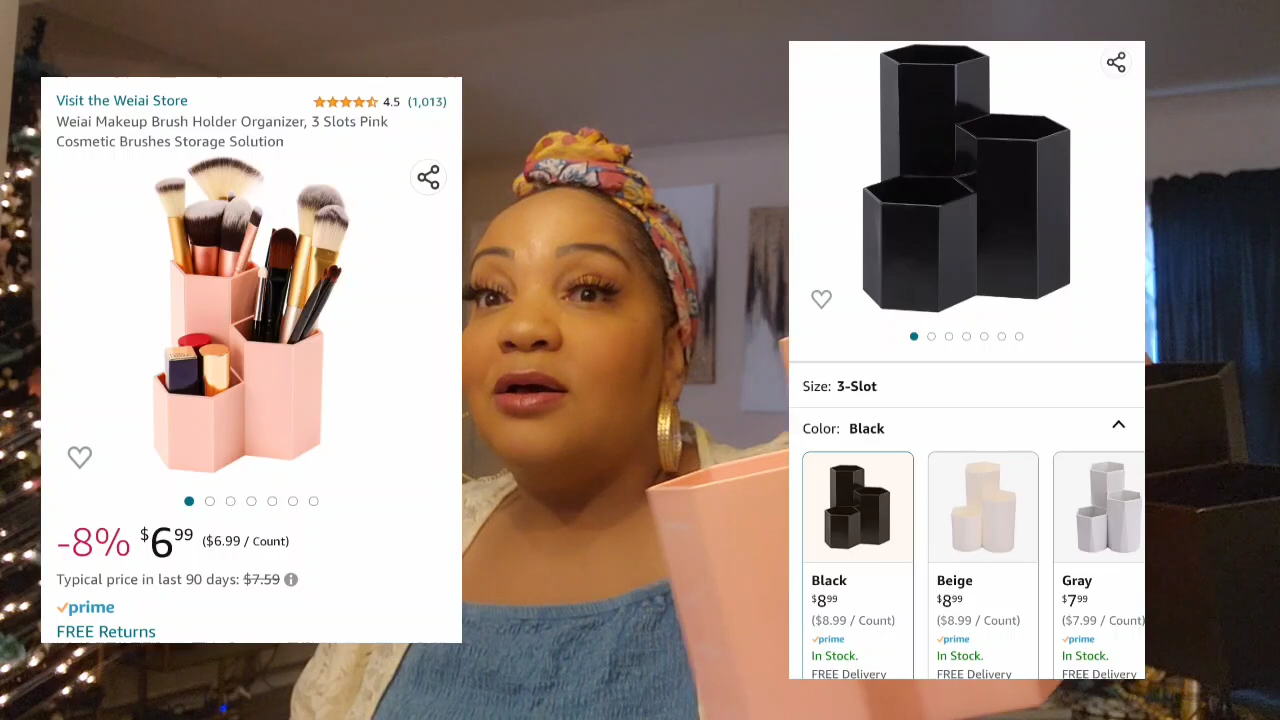 Visit the Weiai Store
4.5 (1,013)
Weiai Makeup Brush Holder Organizer, 3 Slots Pink
Cosmetic Brushes Storage Solution
-8% $6.99 ($6.99 / Count)
Typical price in last 90 days: $7.59
prime
FREE Returns
Size: 3-Slot
Color: Black
Black
$8.99
($8.99 / Count)
prime
In Stock.
FREE Delivery
Beige
$8.99
($8.99 / Count)
prime
In Stock.
FREE Delivery
Gray
$7.99
($7.99 / Count)
prime
In Stock.
FREE Delivery